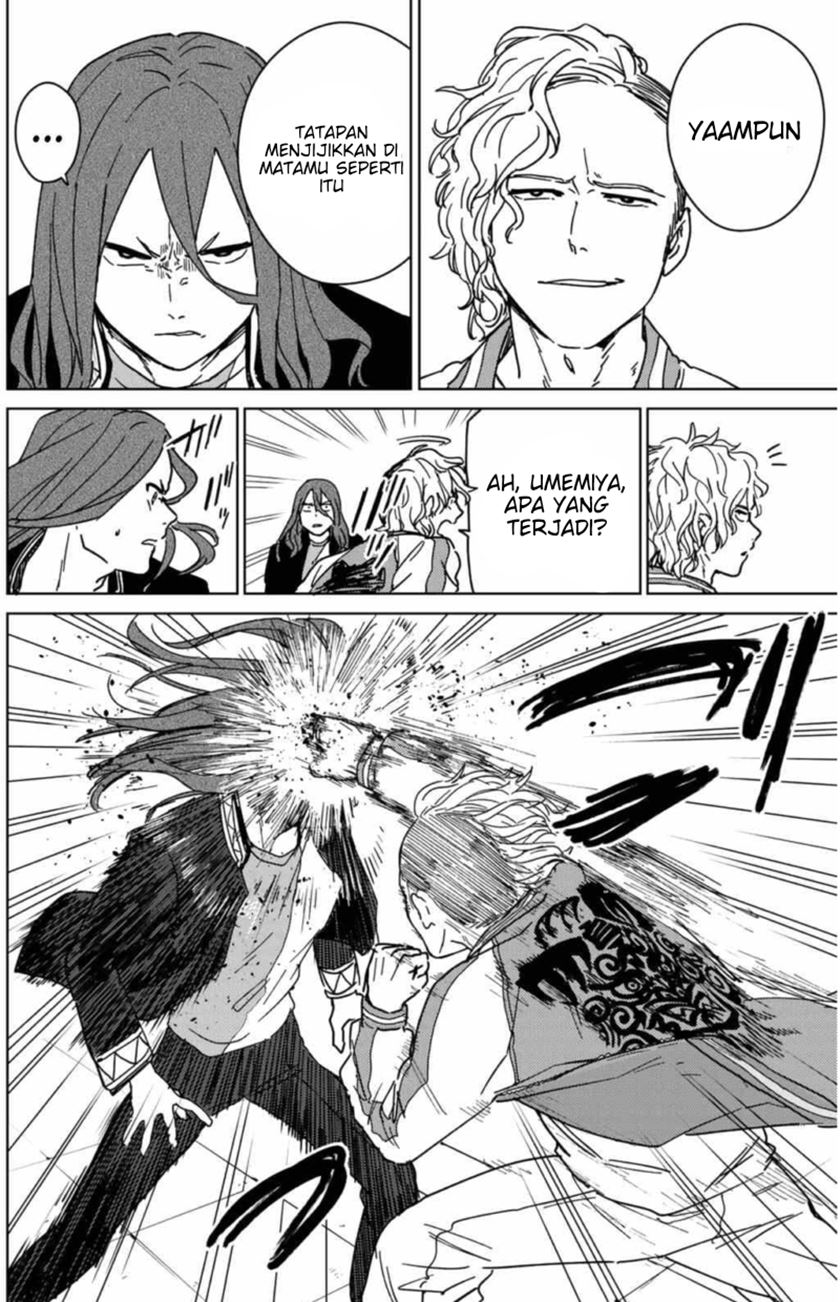 YAAMPUN
TATAPAN
MENJIJIKKAN DI
MATAMU SEPERTI
ITU
...
AH, UMEMIYA,
APA YANG
TERJADI?